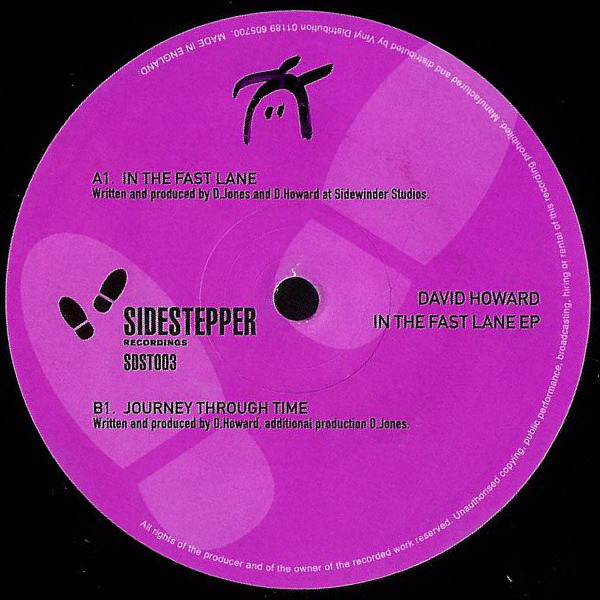 A1. IN THE FAST LANE
Written and produced by D.Jones and D.Howard at Sidewinder Studios.
DAVID HOWARD
IN THE FAST LANE EP
SIDESTEPPER
RECORDINGS
SDST003
B1. JOURNEY THROUGH TIME
Written and produced by D.Howard, additional production D.Jones.
All rights of the producer and of the owner of the recorded work reserved. Unauthorised copying, public performance, broadcasting, hiring or rental of this recording prohibited. Manufactured and distributed by Vinyl Distribution 01189 605700. MADE IN ENGLAND.